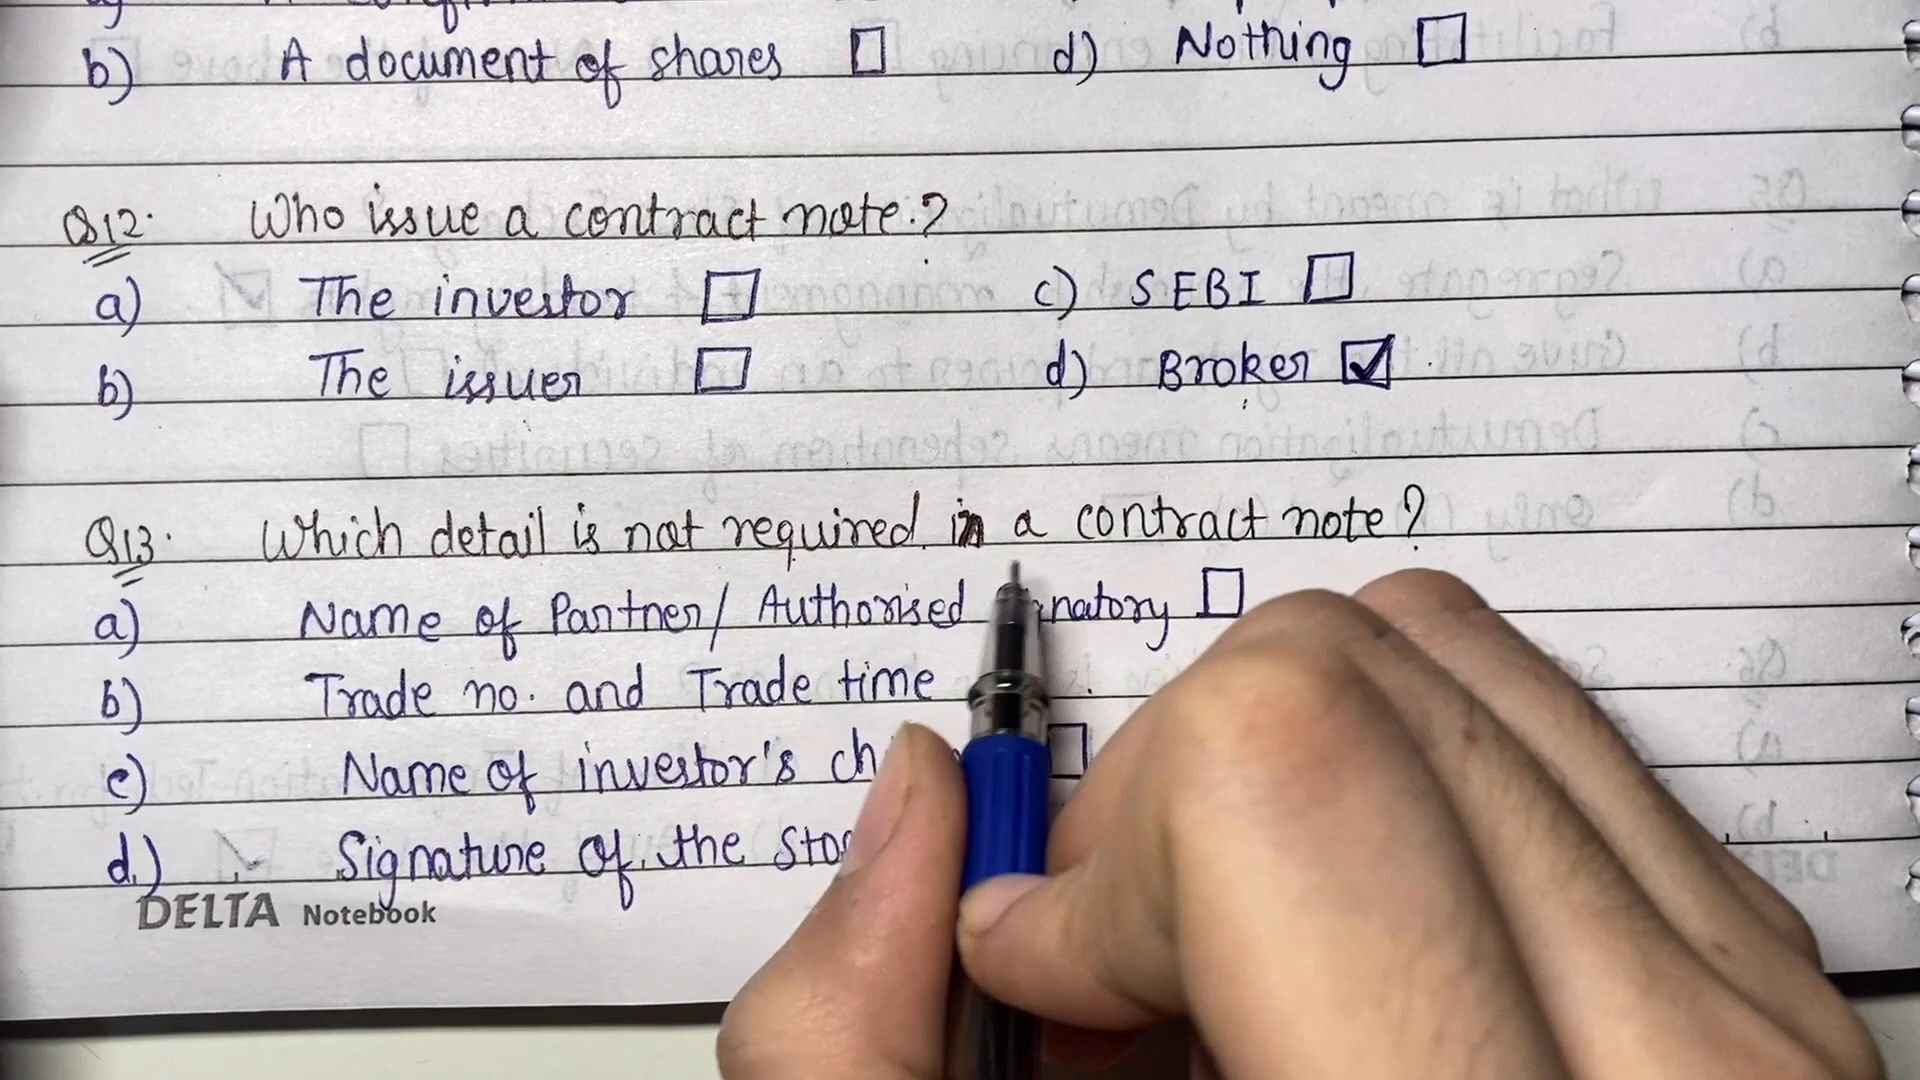 b) A document of shares d) Nothing
Q12. Who issue a contract note.?
a) The investor c) SEBI
b) The issuer d) Broker
Q13. Which detail is not required in a contract note?
a) Name of Partner/ Authorised
b) Trade no. and Trade time
c) Name of investor's
d.) Signature of the
DELTA Notebook